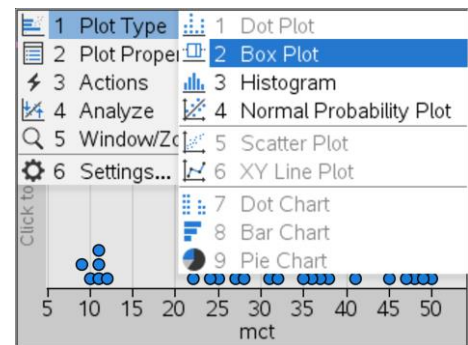 1 Plot Type
2 Plot Proper
3 Actions
4 Analyze
5 Window/Zo
6 Settings...
1 Dot Plot
2 Box Plot
3 Histogram
4 Normal Probability Plot
5 Scatter Plot
6 XY Line Plot
7 Dot Chart
8 Bar Chart
9 Pie Chart
Click to
5 10 15 20 25 30 35 40 45 50
mct